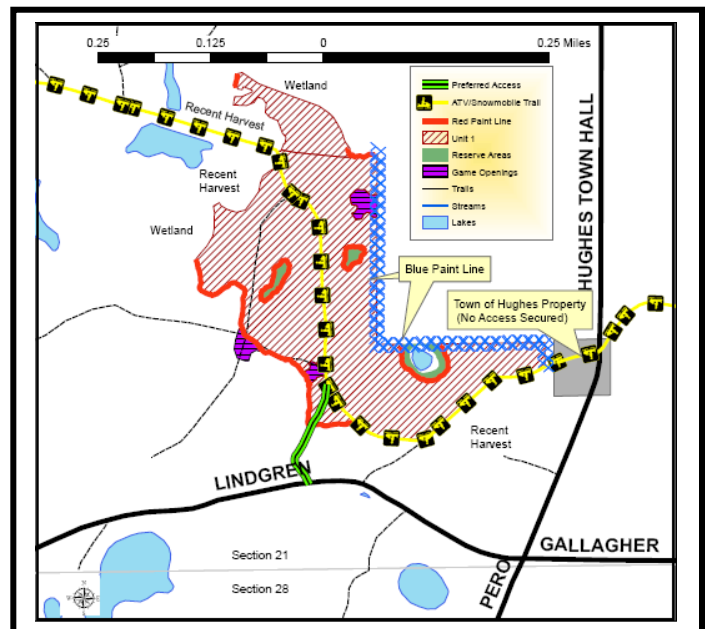 0.25 0.125 0 0.25 Miles
Wetland
Preferred Access
ATV/Snowmobile Trail
Red Paint Line
Unit 1
Reserve Areas
Game Openings
Trails
Streams
Lakes
Recent Harvest
Recent
Harvest
Wetland
HUGHES TOWN HALL
Blue Paint Line
Town of Hughes Property
(No Access Secured)
Recent
Harvest
LINDGREN
GALLAGHER
PERO
Section 21
Section 28